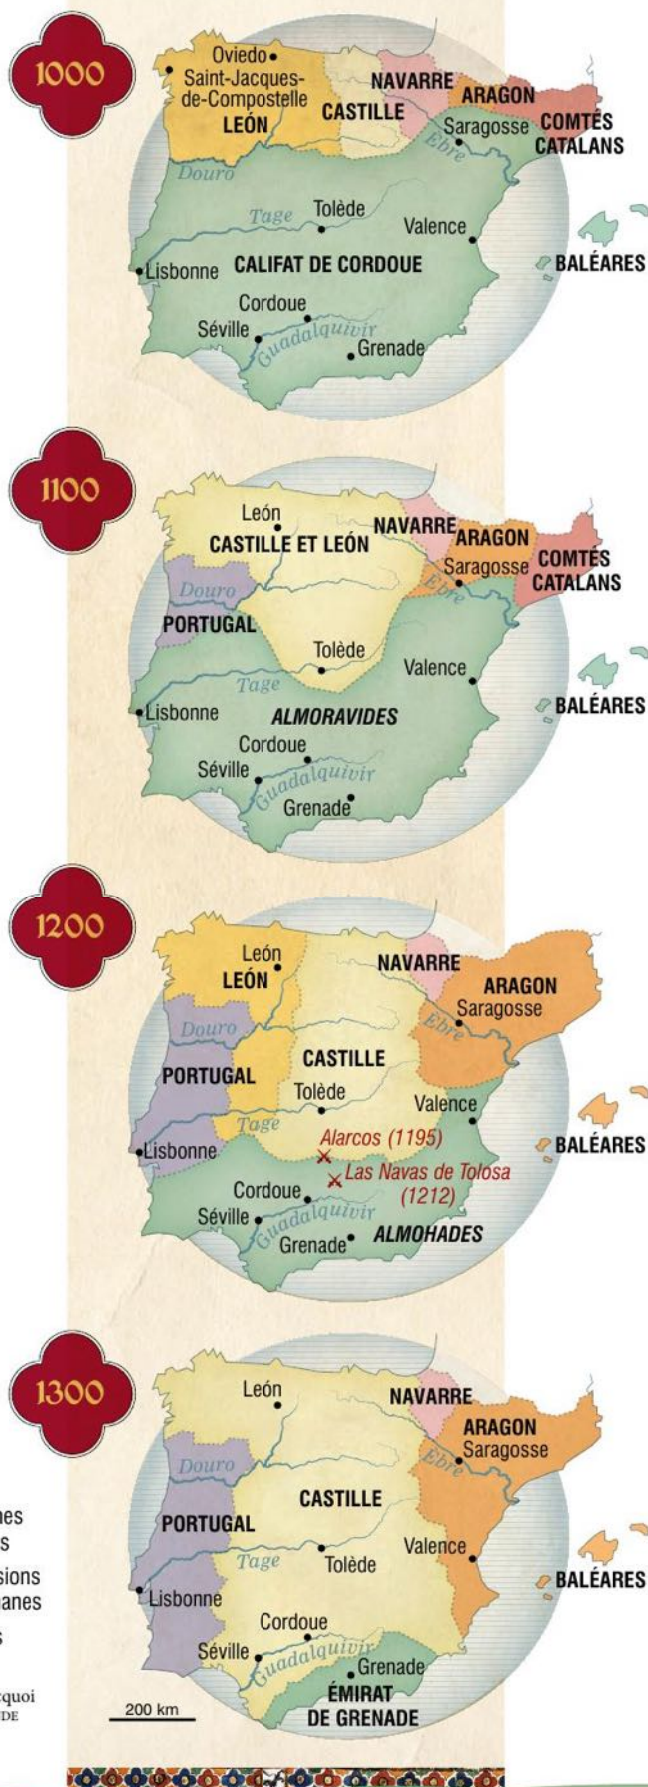 1000
Oviedo
Saint-Jacques-
de-Compostelle
LEÓN
CASTILLE
NAVARRE
ARAGON
Saragosse
COMTÉS
CATALANS
Ebre
Douro
Tage
Tolède
Valence
Lisbonne
CALIFAT DE CORDOUE
BALÉARES
Cordoue
Séville
Guadalquivir
Grenade
1100
León
CASTILLE ET LEÓN
NAVARRE
ARAGON
Saragosse
COMTÉS
CATALANS
Ebre
Douro
PORTUGAL
Tolède
Tage
Valence
Lisbonne
ALMORAVIDES
BALÉARES
Cordoue
Séville
Guadalquivir
Grenade
1200
León
LEÓN
NAVARRE
ARAGON
Saragosse
Ebre
Douro
CASTILLE
PORTUGAL
Tolède
Valence
Tage
Alarcos (1195)
Lisbonne
BALÉARES
Las Navas de Tolosa
(1212)
Cordoue
Séville
Guadalquivir
ALMOHADES
Grenade
1300
León
NAVARRE
ARAGON
Saragosse
Ebre
Douro
CASTILLE
PORTUGAL
Valence
Tage
Tolède
Lisbonne
BALÉARES
Cordoue
Séville
Guadalquivir
Grenade
ÉMIRAT
DE GRENADE
200 km